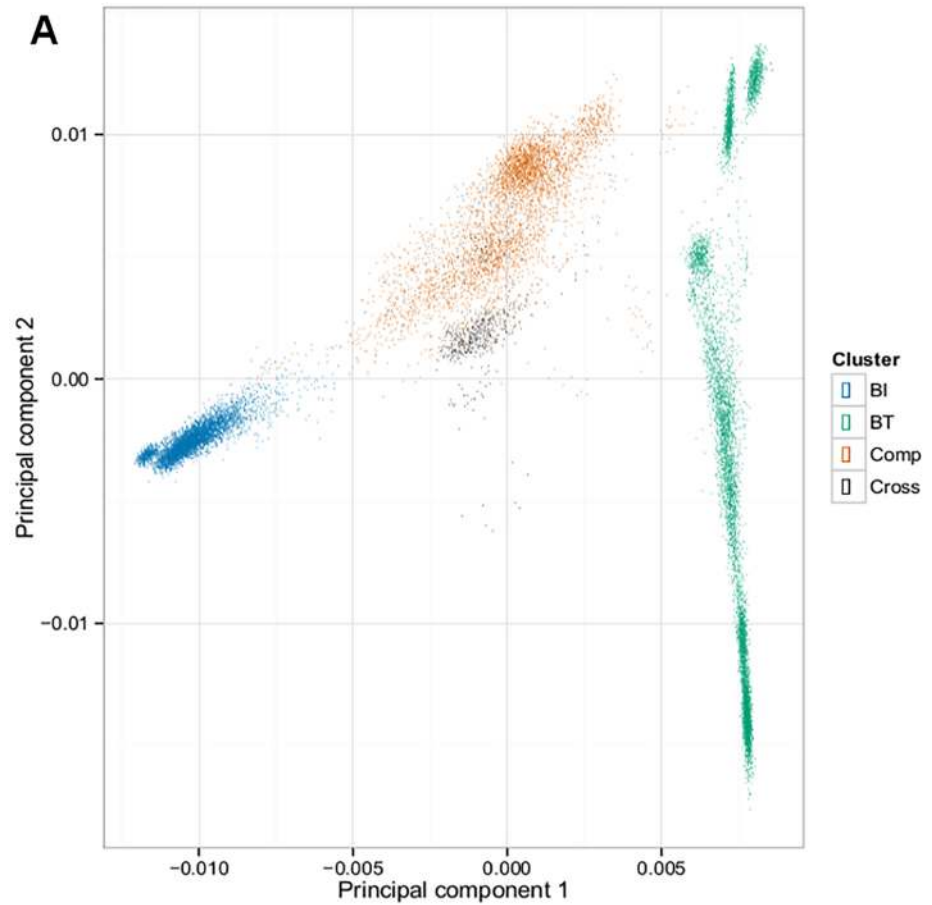 A
Principal component 2
0.01
0.00
−0.01
−0.010
−0.005
0.000
0.005
Principal component 1
Cluster
BI
BT
Comp
Cross